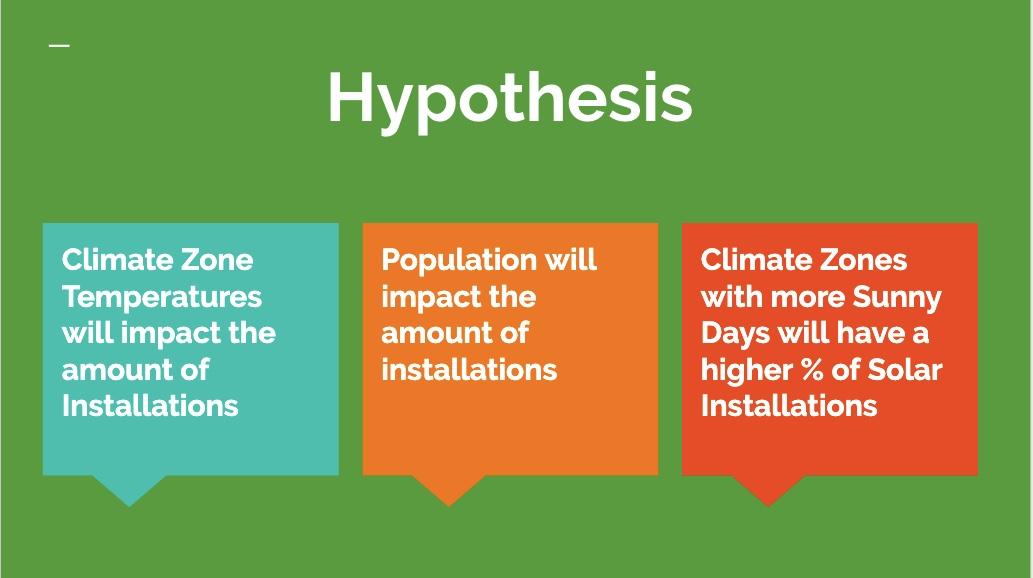 Hypothesis
Climate Zone
Temperatures
will impact the
amount of
Installations
Population will
impact the
amount of
installations
Climate Zones
with more Sunny
Days will have a
higher % of Solar
Installations